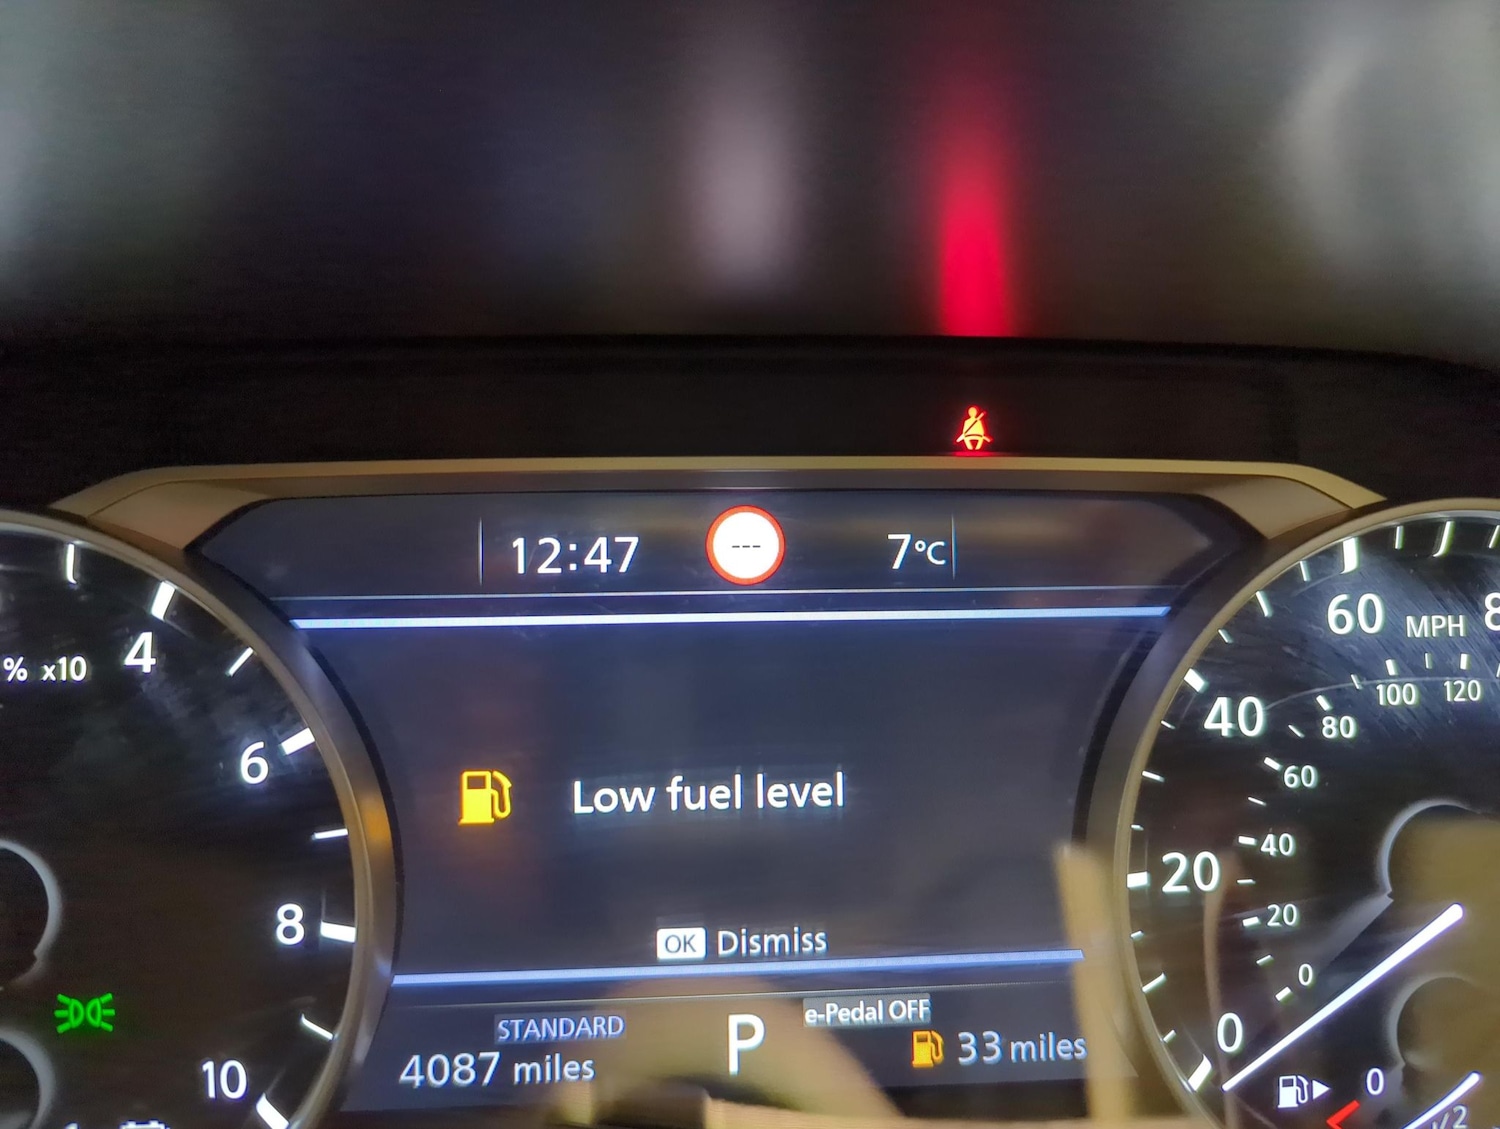 12:47 --- 7°C
60 MPH
100 120
4
% x10
40
80
6
60
Low fuel level
40
20
8
20
OK Dismiss
0
e-Pedal OFF
STANDARD
P
0
33 miles
4087 miles
10
0